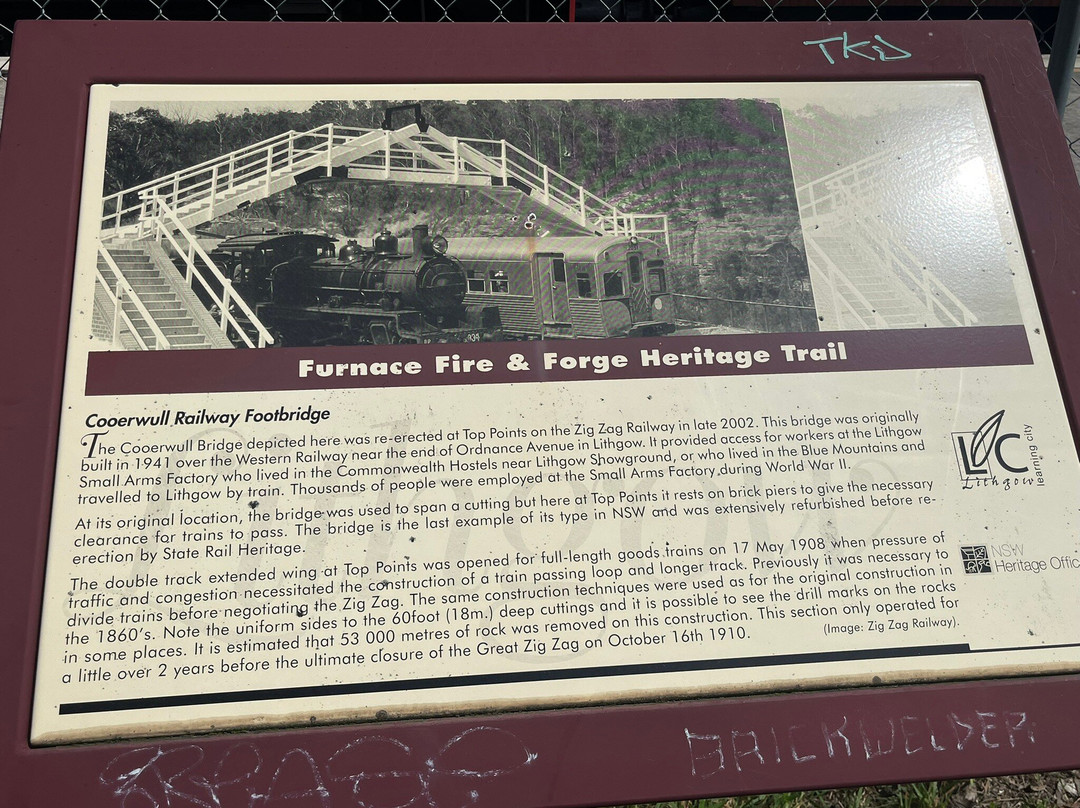 TKD
934
Furnace Fire & Forge Heritage Trail
Cooerwull Railway Footbridge
The Cooerwull Bridge depicted here was re-erected at Top Points on the Zig Zag Railway in late 2002. This bridge was originally
built in 1941 over the Western Railway near the end of Ordnance Avenue in Lithgow. It provided access for workers at the Lithgow
Small Arms Factory who lived in the Commonwealth Hostels near Lithgow Showground, or who lived in the Blue Mountains and
travelled to Lithgow by train. Thousands of people were employed at the Small Arms Factory during World War II.
At its original location, the bridge was used to span a cutting but here at Top Points it rests on brick piers to give the necessary
clearance for trains to pass. The bridge is the last example of its type in NSW and was extensively refurbished before re-
erection by State Rail Heritage.
The double track extended wing at Top Points was opened for full-length goods trains on 17 May 1908 when pressure of
traffic and congestion necessitated the construction of a train passing loop and longer track. Previously it was necessary to
divide trains before negotiating the Zig Zag. The same construction techniques were used as for the original construction in
the 1860's. Note the uniform sides to the 60foot (18m.) deep cuttings and it is possible to see the drill marks on the rocks
in some places. It is estimated that 53 000 metres of rock was removed on this construction. This section only operated for
a little over 2 years before the ultimate closure of the Great Zig Zag on October 16th 1910.
(Image: Zig Zag Railway).
Lithgow
LVC
Lithgow
learning city
NSW
Heritage Offic
BRICKWELDER